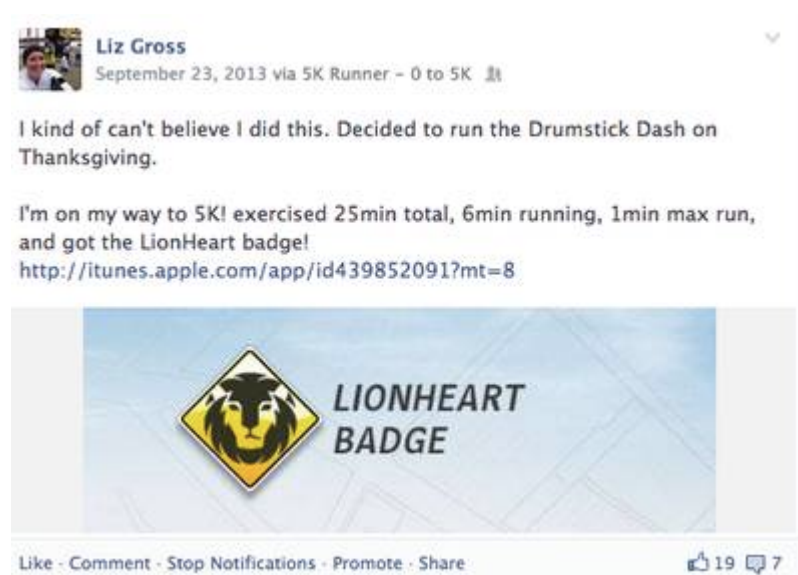 Liz Gross
September 23, 2013 via 5K Runner – 0 to 5K
I kind of can't believe I did this. Decided to run the Drumstick Dash on
Thanksgiving.
I'm on my way to 5K! exercised 25min total, 6min running, 1min max run,
and got the LionHeart badge!
http://itunes.apple.com/app/id439852091?mt=8
LIONHEART
BADGE
Like · Comment · Stop Notifications · Promote · Share 19 7